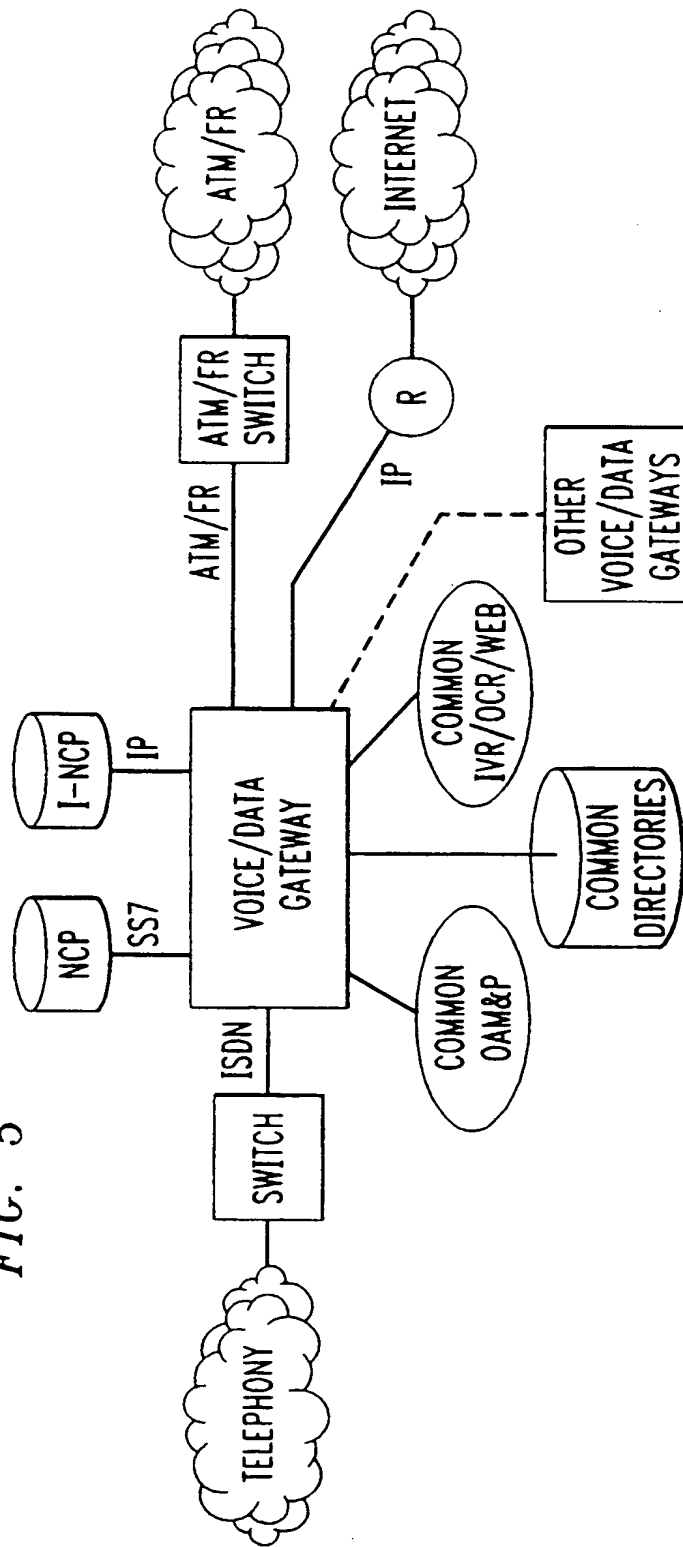 FIG. 5
NCP
I-NCP
SS7
IP
TELEPHONY
SWITCH
ISDN
VOICE/DATA
GATEWAY
ATM/FR
ATM/FR
SWITCH
ATM/FR
IP
R
INTERNET
COMMON
OAM&P
COMMON
DIRECTORIES
COMMON
IVR/OCR/WEB
OTHER
VOICE/DATA
GATEWAYS